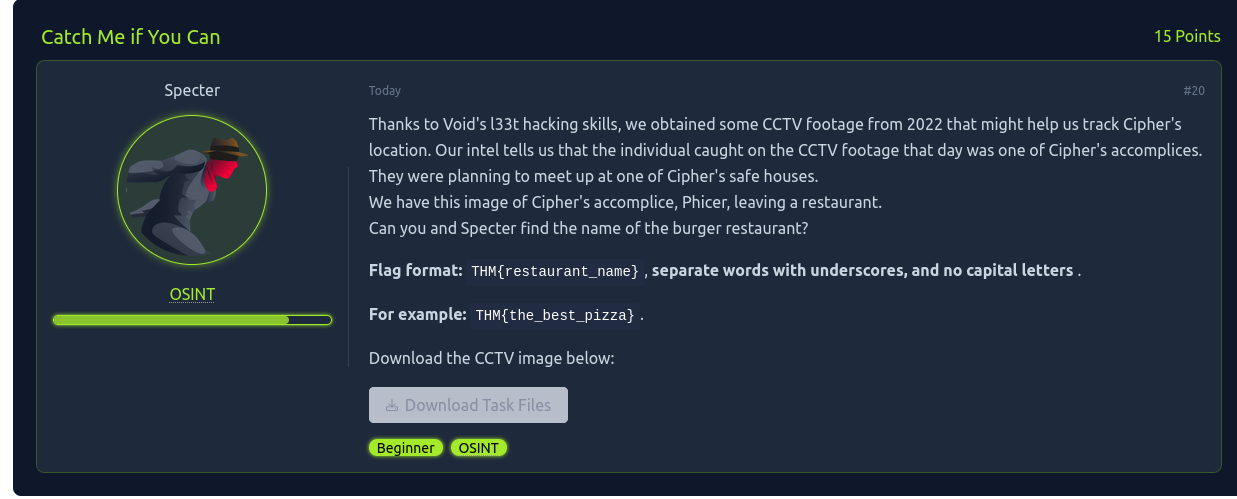 Catch Me if You Can
15 Points
Specter
Today
#20
Thanks to Void's l33t hacking skills, we obtained some CCTV footage from 2022 that might help us track Cipher's
location. Our intel tells us that the individual caught on the CCTV footage that day was one of Cipher's accomplices.
They were planning to meet up at one of Cipher's safe houses.
We have this image of Cipher's accomplice, Phicer, leaving a restaurant.
Can you and Specter find the name of the burger restaurant?
Flag format: THM{restaurant_name} , separate words with underscores, and no capital letters .
For example: THM{the_best_pizza} .
Download the CCTV image below:
Download Task Files
Beginner OSINT
OSINT